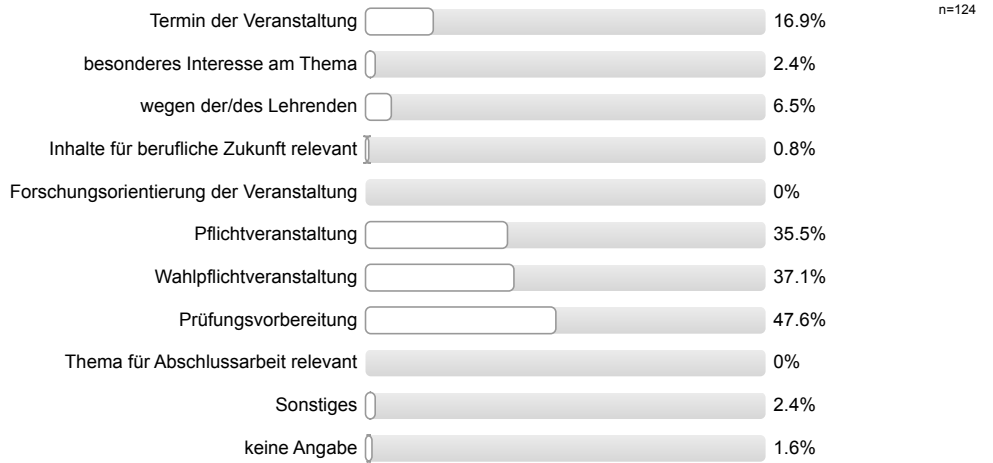 Termin der Veranstaltung 16.9% n=124
besonderes Interesse am Thema 2.4%
wegen der/des Lehrenden 6.5%
Inhalte für berufliche Zukunft relevant 0.8%
Forschungsorientierung der Veranstaltung 0%
Pflichtveranstaltung 35.5%
Wahlpflichtveranstaltung 37.1%
Prüfungsvorbereitung 47.6%
Thema für Abschlussarbeit relevant 0%
Sonstiges 2.4%
keine Angabe 1.6%